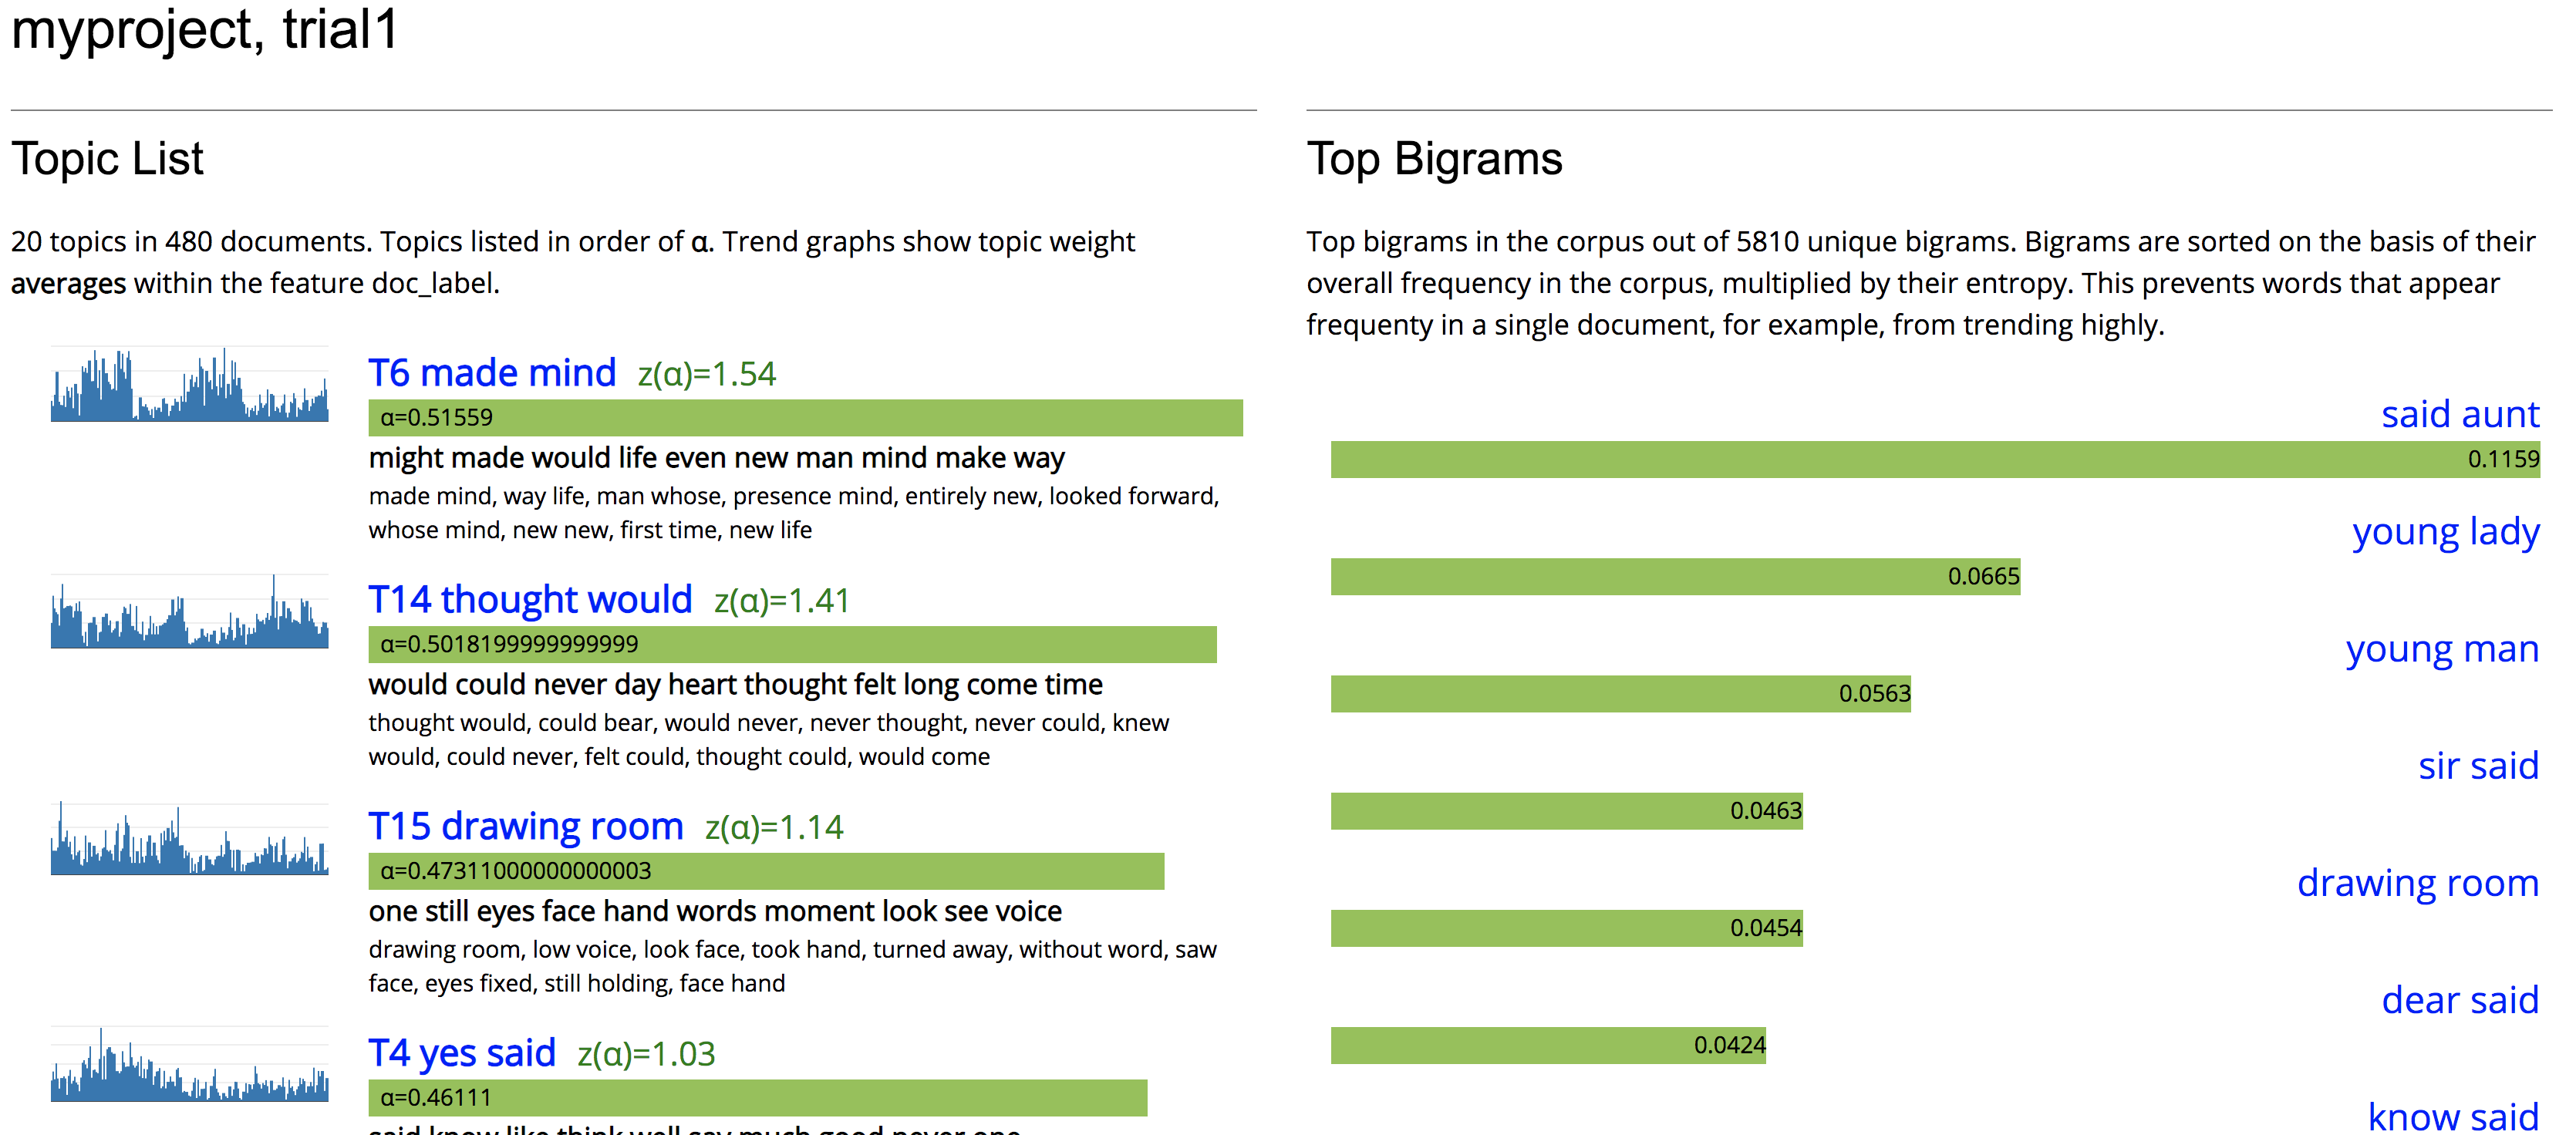 myproject, trial1
Topic List
20 topics in 480 documents. Topics listed in order of α. Trend graphs show topic weight
averages within the feature doc_label.
T6 made mind z(α)=1.54
α=0.51559
might made would life even new man mind make way
made mind, way life, man whose, presence mind, entirely new, looked forward,
whose mind, new new, first time, new life
T14 thought would z(α)=1.41
α=0.5018199999999999
would could never day heart thought felt long come time
thought would, could bear, would never, never thought, never could, knew
would, could never, felt could, thought could, would come
T15 drawing room z(α)=1.14
α=0.47311000000000003
one still eyes face hand words moment look see voice
drawing room, low voice, look face, took hand, turned away, without word, saw
face, eyes fixed, still holding, face hand
T4 yes said z(α)=1.03
α=0.46111
said know like think well say much good never one
Top Bigrams
Top bigrams in the corpus out of 5810 unique bigrams. Bigrams are sorted on the basis of their
overall frequency in the corpus, multiplied by their entropy. This prevents words that appear
frequenty in a single document, for example, from trending highly.
said aunt
0.1159
young lady
0.0665
young man
0.0563
sir said
0.0463
drawing room
0.0454
dear said
0.0424
know said